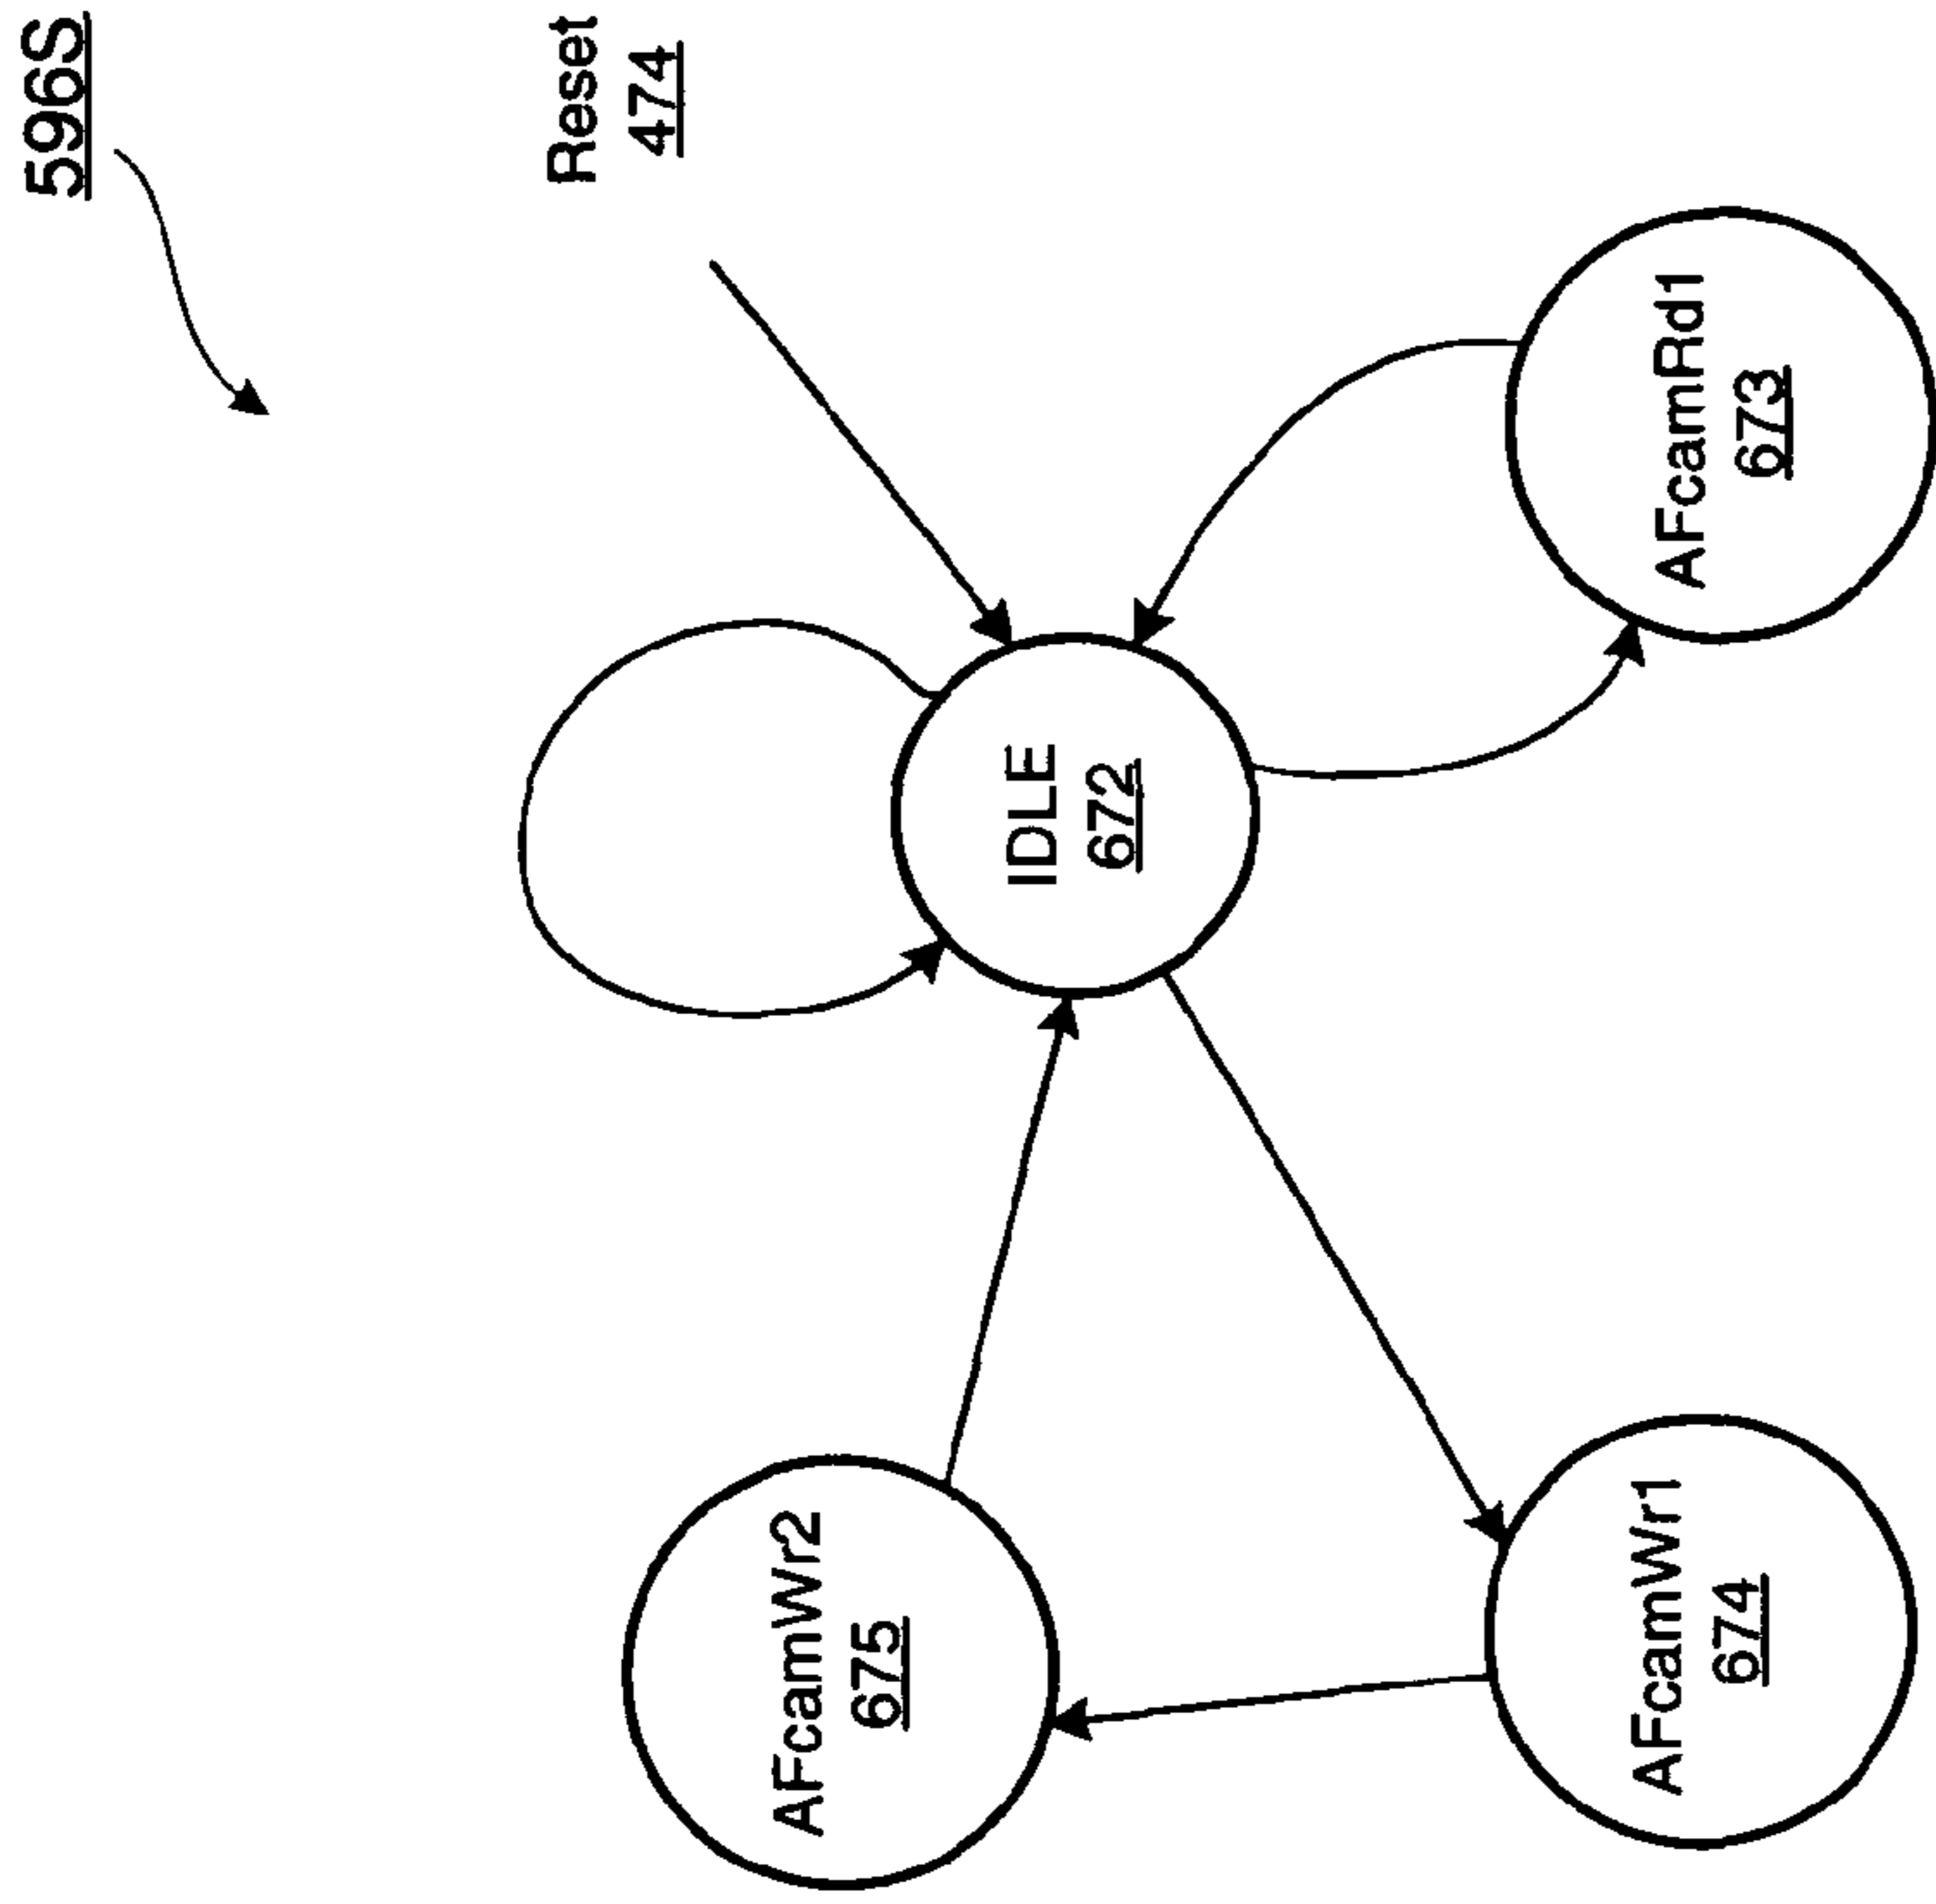 596S
Reset
474
IDLE
672
AFcamRd1
673
AFcamWr2
675
AFcamWr1
674